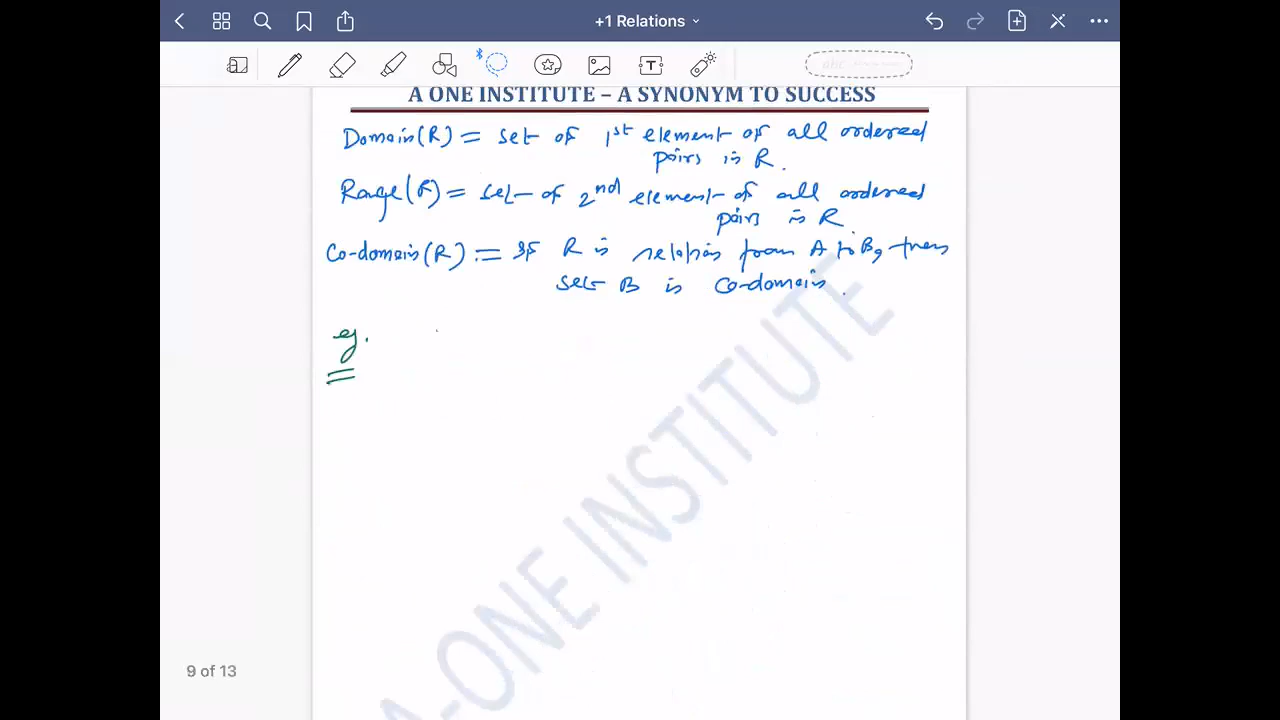 +1 Relations
A ONE INSTITUTE – A SYNONYM TO SUCCESS
Domain(R) = set of 1st element of all ordered
pairs in R.
Range(R) = set of 2nd element of all ordered
pairs in R.
Co-domain(R) := If R is relation from A to B, then
set B is Co-domain.
eg.
A-ONE INSTITUTE
9 of 13